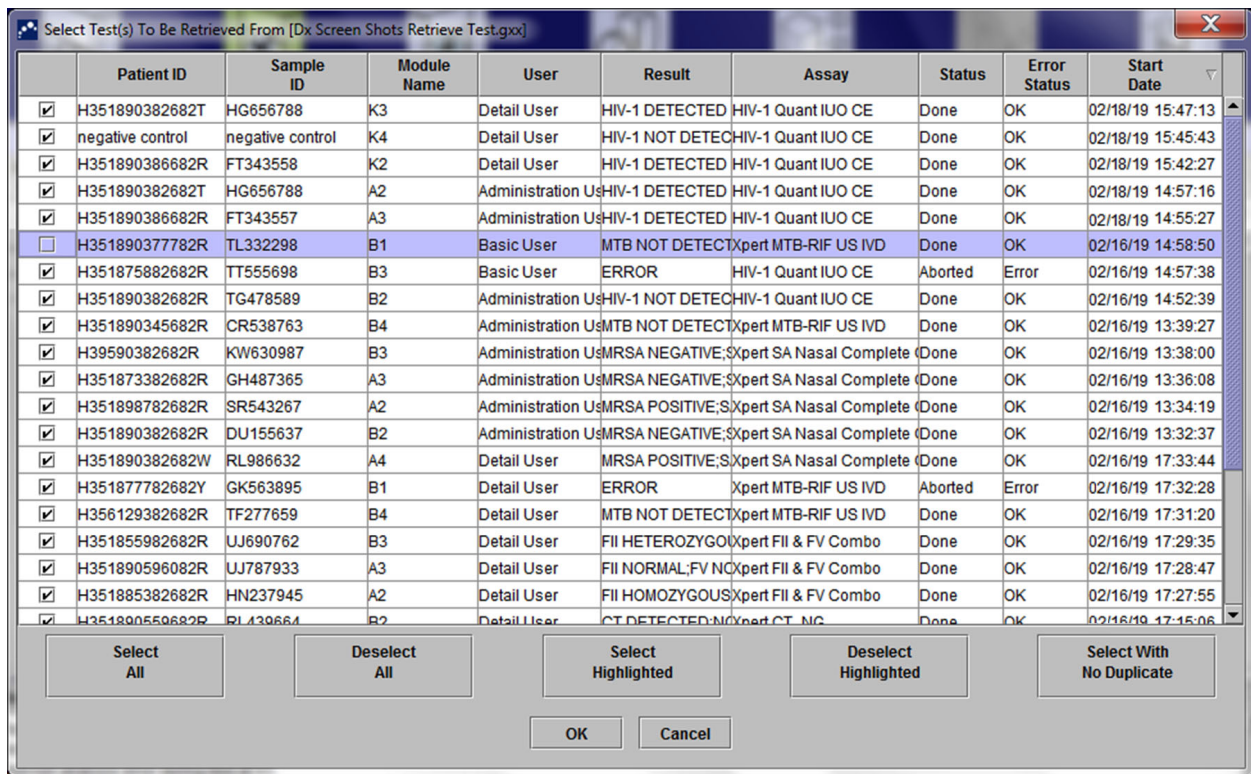 Select Test(s) To Be Retrieved From [Dx Screen Shots Retrieve Test.gxx]
Patient ID Sample ID Module Name User Result Assay Status Error Status Start Date
H351890382682T HG656788 K3 Detail User HIV-1 DETECTED HIV-1 Quant IUO CE Done OK 02/18/19 15:47:13
negative control negative control K4 Detail User HIV-1 NOT DETEC HIV-1 Quant IUO CE Done OK 02/18/19 15:45:43
H351890386682R FT343558 K2 Detail User HIV-1 DETECTED HIV-1 Quant IUO CE Done OK 02/18/19 15:42:27
H351890382682T HG656788 A2 Administration Us HIV-1 DETECTED HIV-1 Quant IUO CE Done OK 02/18/19 14:57:16
H351890386682R FT343557 A3 Administration Us HIV-1 DETECTED HIV-1 Quant IUO CE Done OK 02/18/19 14:55:27
H351890377782R TL332298 B1 Basic User MTB NOT DETECT Xpert MTB-RIF US IVD Done OK 02/16/19 14:58:50
H351875882682R TT555698 B3 Basic User ERROR HIV-1 Quant IUO CE Aborted Error 02/16/19 14:57:38
H351890382682R TG478589 B2 Administration Us HIV-1 NOT DETEC HIV-1 Quant IUO CE Done OK 02/16/19 14:52:39
H351890345682R CR538763 B4 Administration Us MTB NOT DETECT Xpert MTB-RIF US IVD Done OK 02/16/19 13:39:27
H39590382682R KW630987 B3 Administration Us MRSA NEGATIVE;S Xpert SA Nasal Complete Done OK 02/16/19 13:38:00
H351873382682R GH487365 A3 Administration Us MRSA NEGATIVE;S Xpert SA Nasal Complete Done OK 02/16/19 13:36:08
H351898782682R SR543267 A2 Administration Us MRSA POSITIVE;S Xpert SA Nasal Complete Done OK 02/16/19 13:34:19
H351890382682R DU155637 B2 Administration Us MRSA NEGATIVE;S Xpert SA Nasal Complete Done OK 02/16/19 13:32:37
H351890382682W RL986632 A4 Detail User MRSA POSITIVE;S Xpert SA Nasal Complete Done OK 02/16/19 17:33:44
H351877782682Y GK563895 B1 Detail User ERROR Xpert MTB-RIF US IVD Aborted Error 02/16/19 17:32:28
H356129382682R TF277659 B4 Detail User MTB NOT DETECT Xpert MTB-RIF US IVD Done OK 02/16/19 17:31:20
H351855982682R UJ690762 B3 Detail User FII HETEROZYGOU Xpert FII & FV Combo Done OK 02/16/19 17:29:35
H351890596082R UJ787933 A3 Detail User FII NORMAL;FV NO Xpert FII & FV Combo Done OK 02/16/19 17:28:47
H351885382682R HN237945 A2 Detail User FII HOMOZYGOUS Xpert FII & FV Combo Done OK 02/16/19 17:27:55
H351890559682R RL439664 B2 Detail User CT DETECTED;NG Xpert CT_NG Done OK 02/16/19 17:15:06
Select All Deselect All Select Highlighted Deselect Highlighted Select With No Duplicate
OK Cancel